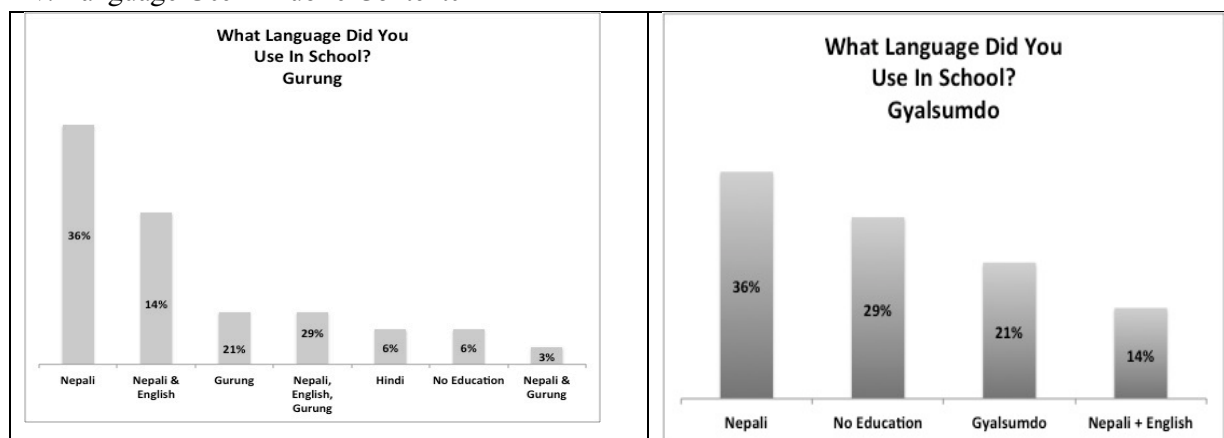 What Language Did You
Use In School?
Gurung
36%
14%
21%
29%
6%
6%
3%
Nepali
Nepali &
English
Gurung
Nepali,
English,
Gurung
Hindi
No Education
Nepali &
Gurung
What Language Did You
Use In School?
Gyalsumdo
36%
29%
21%
14%
Nepali
No Education
Gyalsumdo
Nepali + English